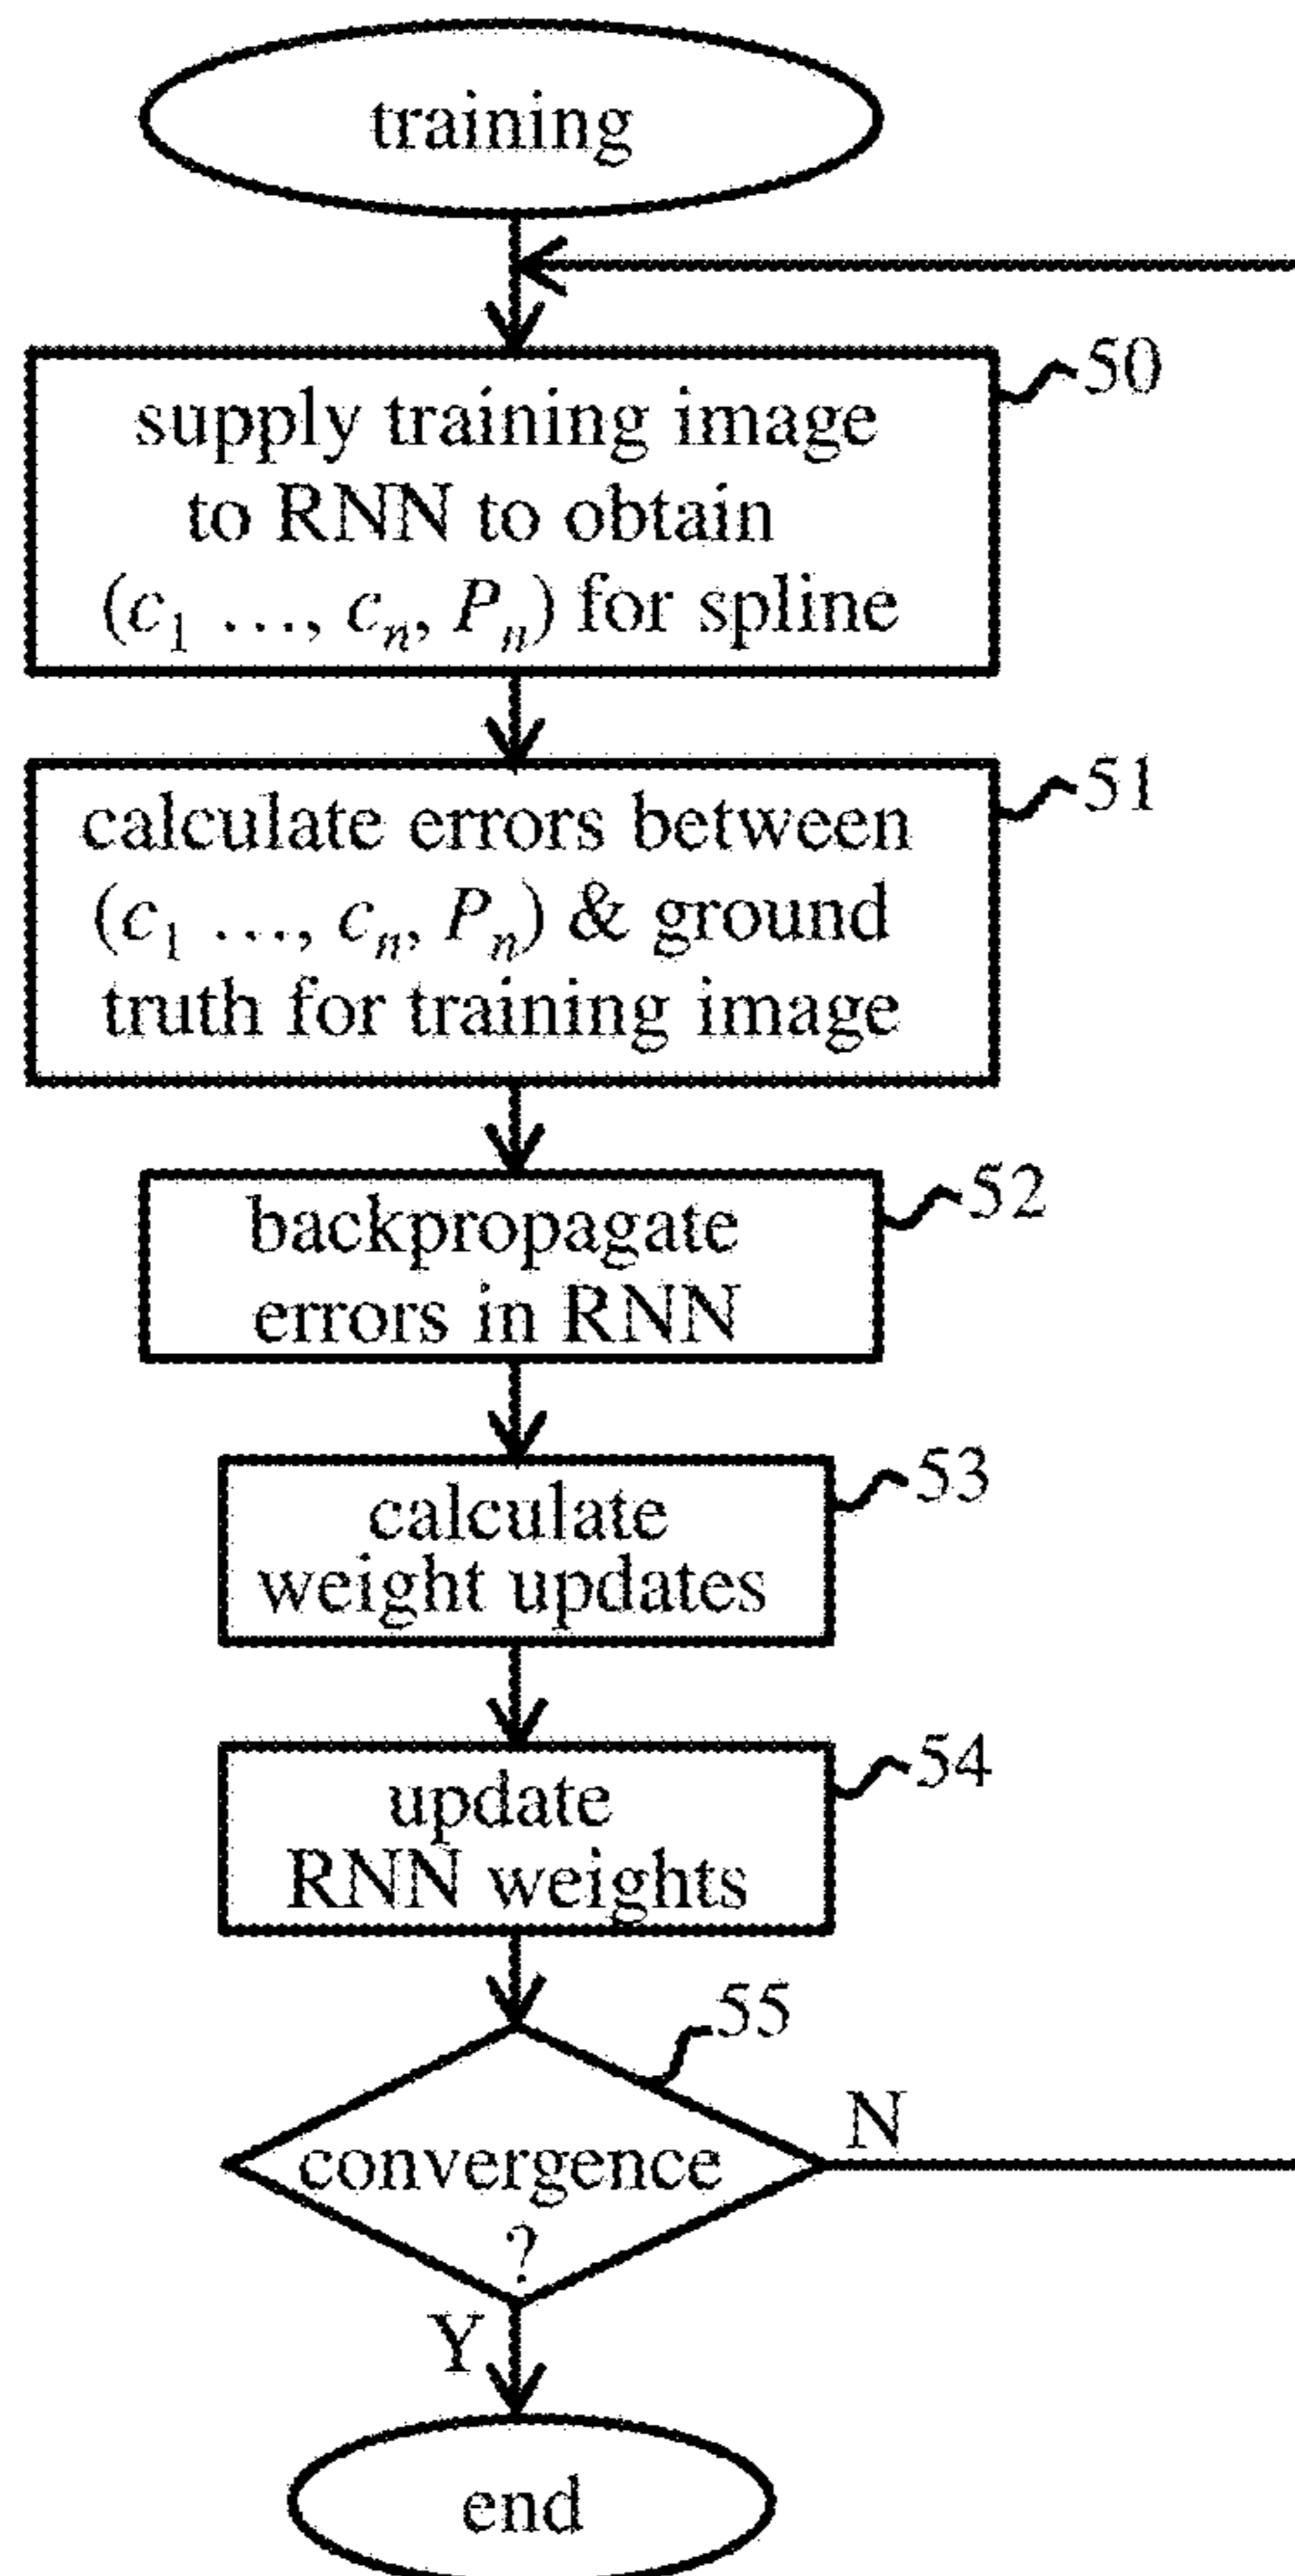 training
50
supply training image
to RNN to obtain
(c₁ …, cₙ, Pₙ) for spline
51
calculate errors between
(c₁ …, cₙ, Pₙ) & ground
truth for training image
52
backpropagate
errors in RNN
53
calculate
weight updates
54
update
RNN weights
55
convergence
?
N
Y
end